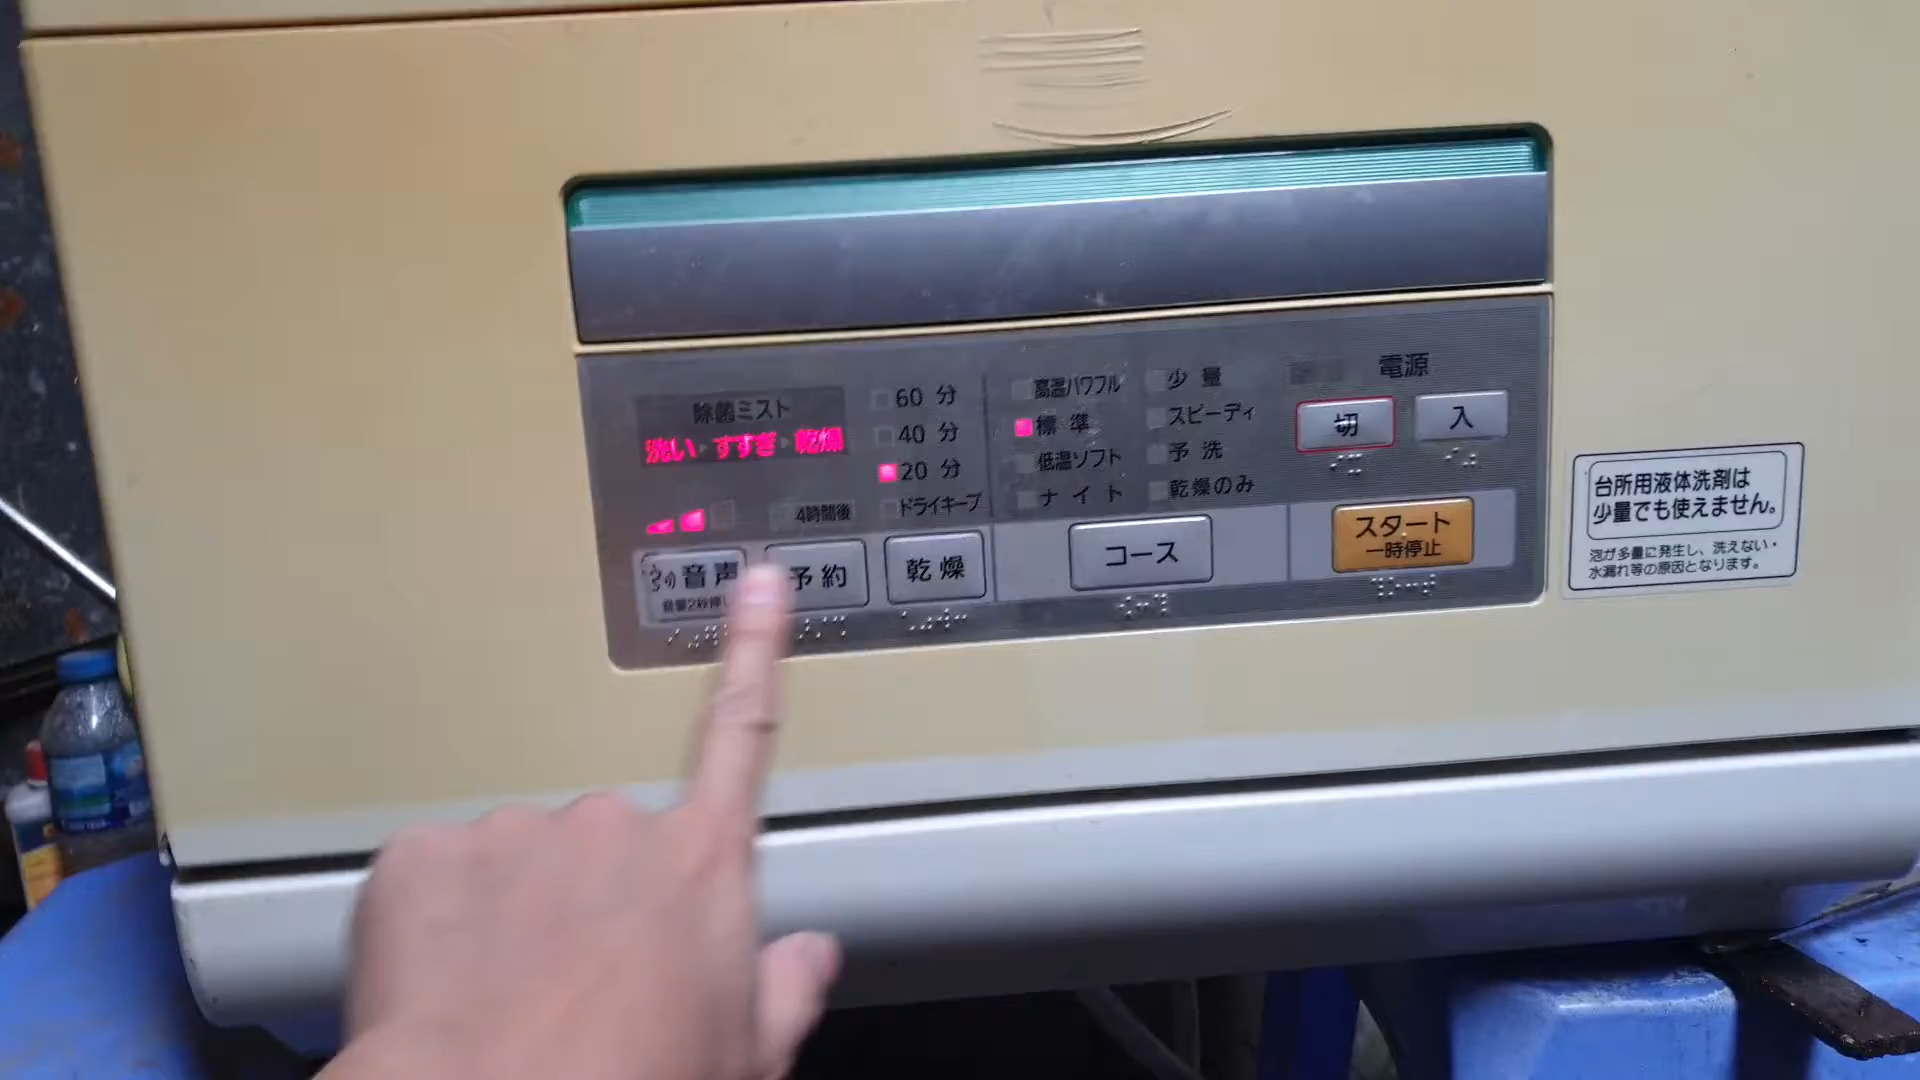 除菌ミスト
洗い・すすぎ・乾燥
60 分
40 分
20 分
ドライキープ
4時間後
高温パワフル
標準
低温ソフト
ナイト
少量
スピーディ
予洗
乾燥のみ
電源
切
入
音声
予約
乾燥
コース
スタート
一時停止
台所用液体洗剤は
少量でも使えません。
泡が多量に発生し、洗えない・
水漏れ等の原因となります。